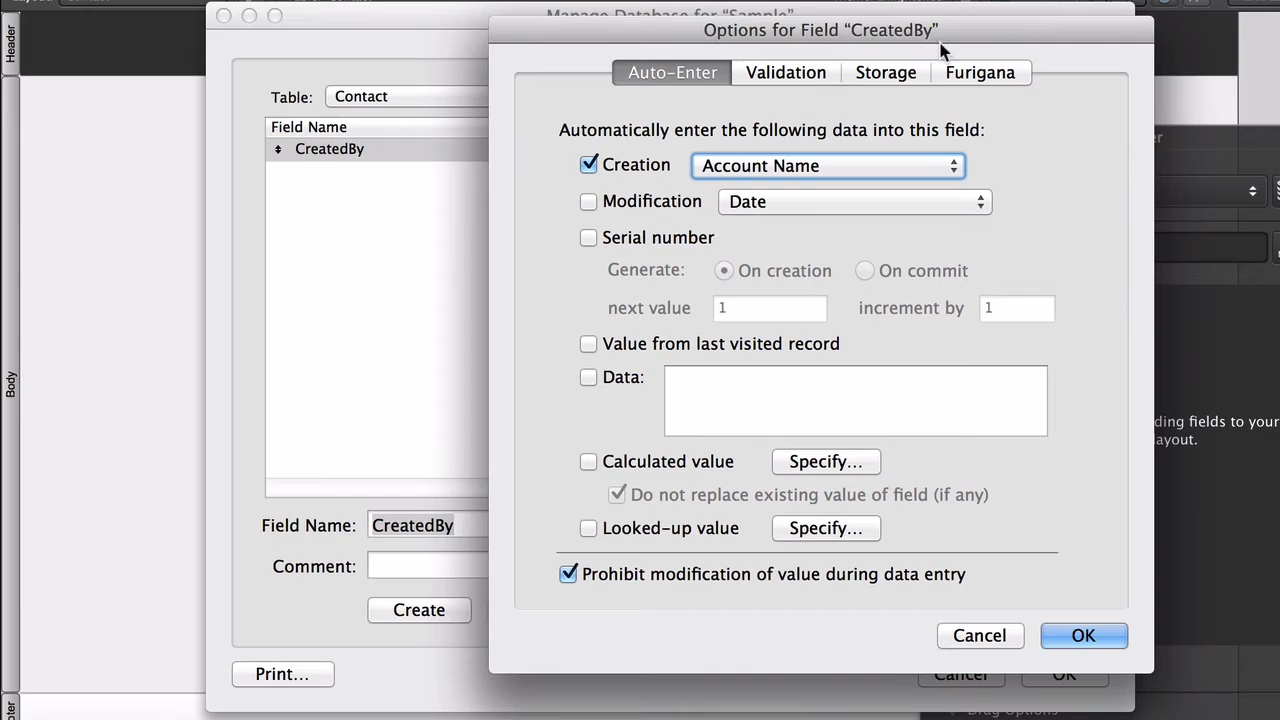 Manage Database for "Sample"
Options for Field “CreatedBy”
Header
Auto-Enter
Validation
Storage
Furigana
Table:
Contact
Field Name
CreatedBy
Automatically enter the following data into this field:
Creation
Account Name
Modification
Date
Serial number
Generate:
On creation
On commit
next value
1
increment by
1
Value from last visited record
Data:
Body
ding fields to your
ayout.
Calculated value
Specify...
Do not replace existing value of field (if any)
Looked-up value
Specify...
Field Name:
CreatedBy
Comment:
Prohibit modification of value during data entry
Create
Cancel
OK
Print...
Cancel
OK
Drag Options